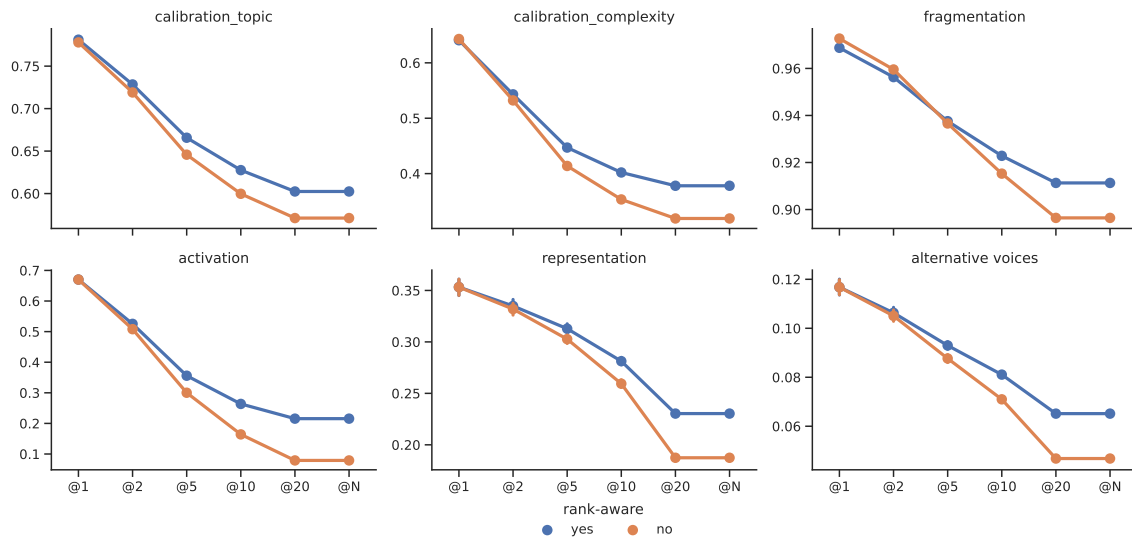 calibration_topic
calibration_complexity
fragmentation
0.75
0.70
0.65
0.60
0.6
0.5
0.4
0.96
0.94
0.92
0.90
activation
representation
alternative voices
0.7
0.6
0.5
0.4
0.3
0.2
0.1
0.35
0.30
0.25
0.20
0.12
0.10
0.08
0.06
@1 @2 @5 @10 @20 @N
@1 @2 @5 @10 @20 @N
@1 @2 @5 @10 @20 @N
rank-aware
yes no